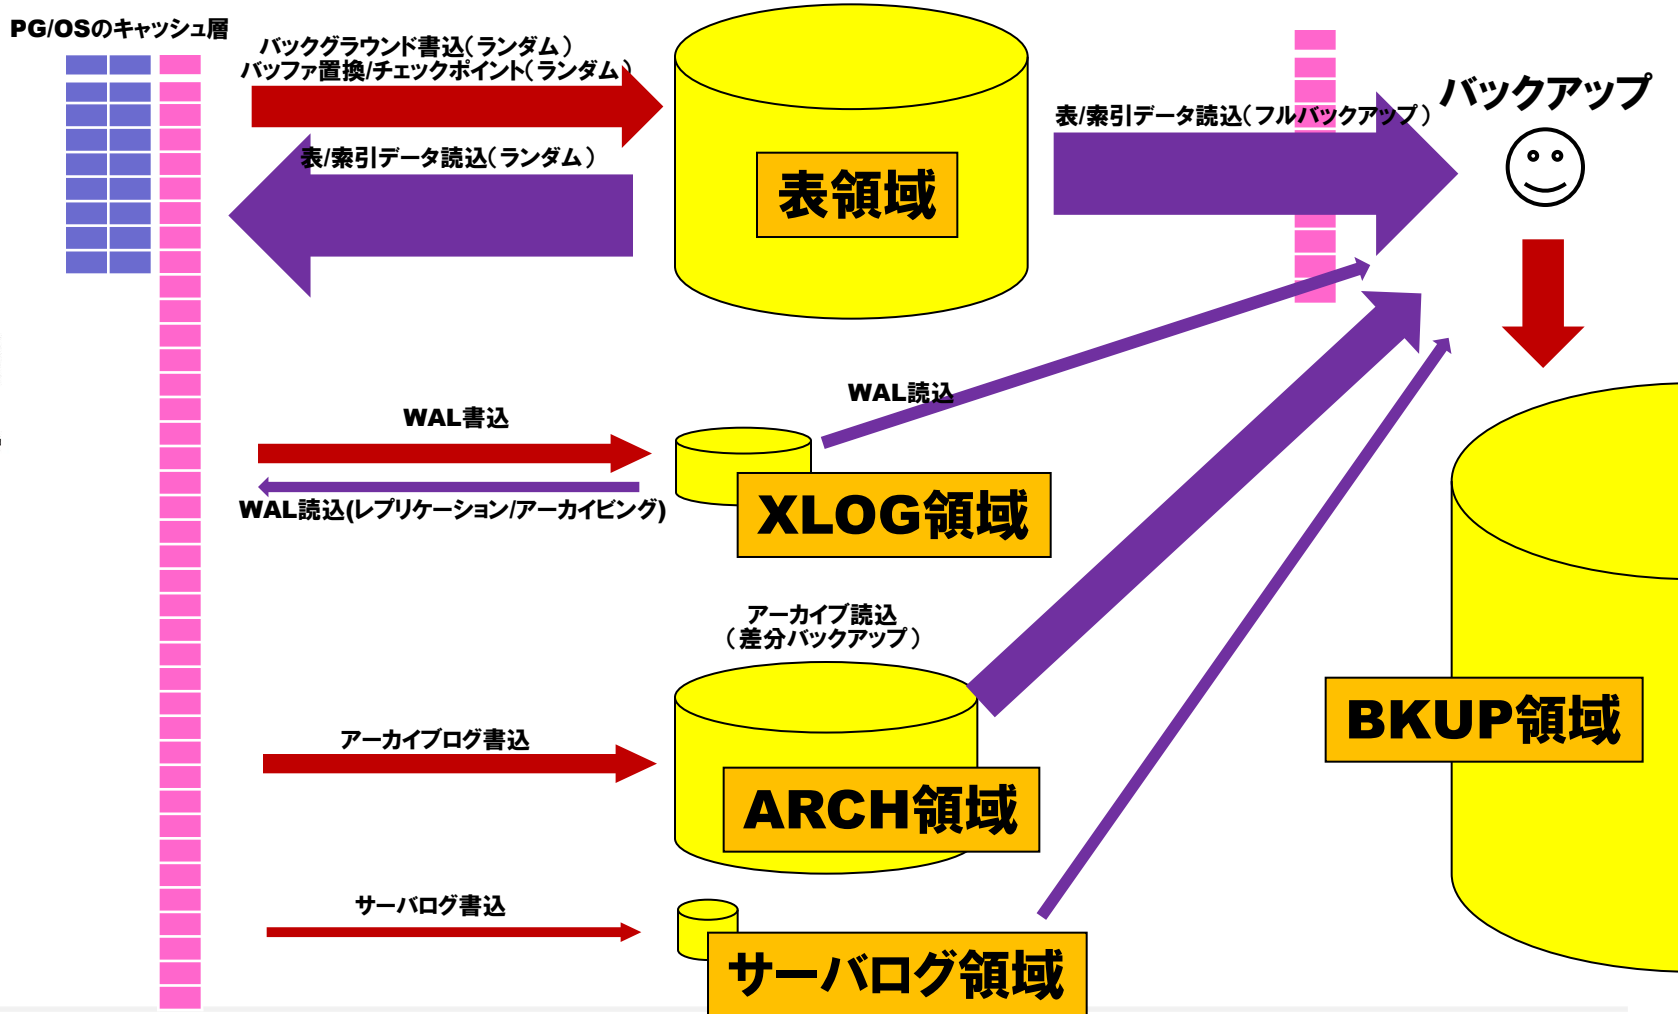 PG/OSのキャッシュ層
バックグラウンド書込(ランダム)
バッファ置換/チェックポイント(ランダム)
表/索引データ読込(ランダム)
表領域
表/索引データ読込(フルバックアップ)
バックアップ
WAL書込
WAL読込(レプリケーション/アーカイビング)
WAL読込
XLOG領域
アーカイブ読込
(差分バックアップ)
アーカイブログ書込
ARCH領域
BKUP領域
サーバログ書込
サーバログ領域